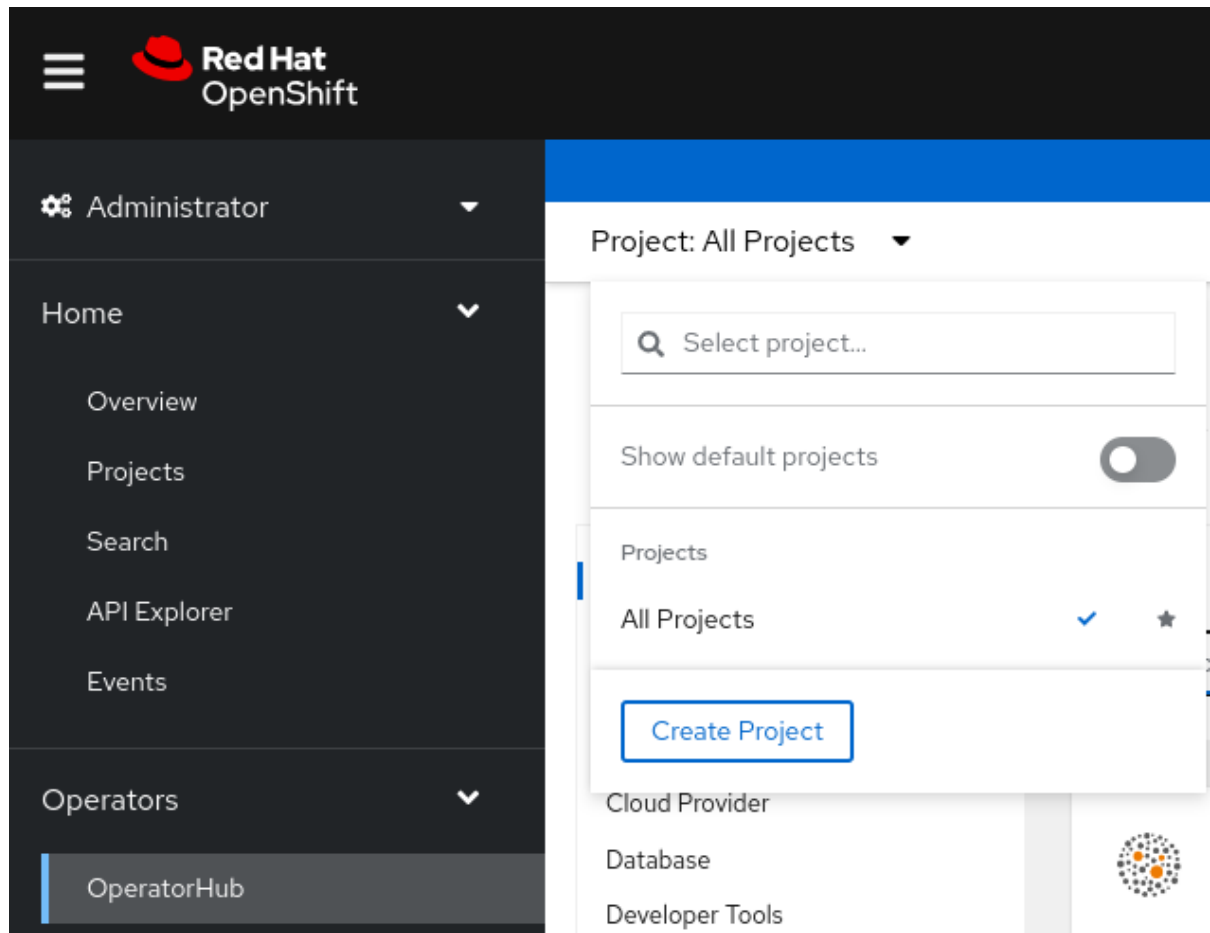 Red Hat
OpenShift
Administrator
Home
Overview
Projects
Search
API Explorer
Events
Operators
OperatorHub
Project: All Projects
Select project...
Show default projects
Projects
All Projects
Create Project
Cloud Provider
Database
Developer Tools